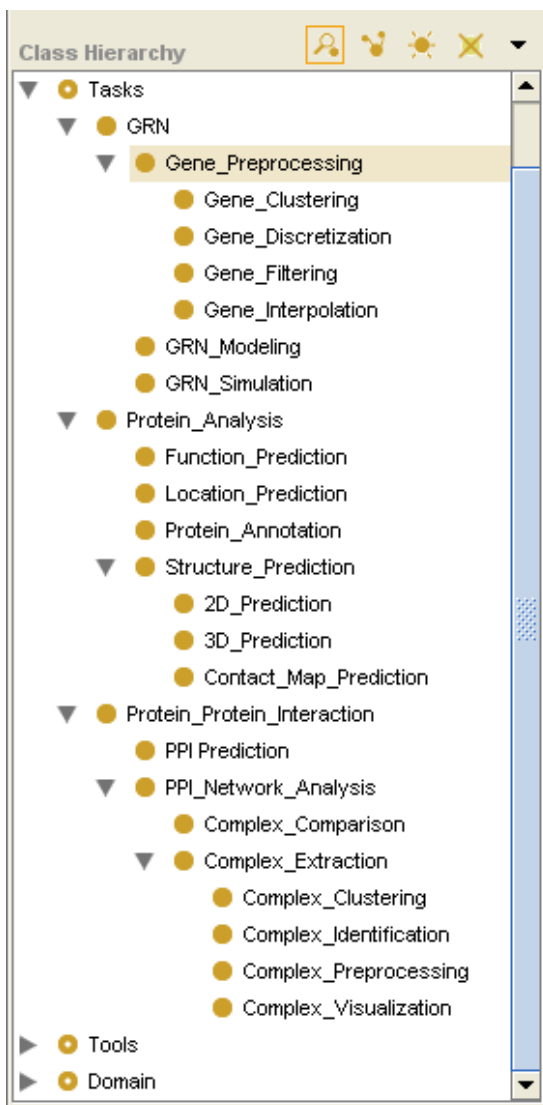 Class Hierarchy
Tasks
GRN
Gene_Preprocessing
Gene_Clustering
Gene_Discretization
Gene_Filtering
Gene_Interpolation
GRN_Modeling
GRN_Simulation
Protein_Analysis
Function_Prediction
Location_Prediction
Protein_Annotation
Structure_Prediction
2D_Prediction
3D_Prediction
Contact_Map_Prediction
Protein_Protein_Interaction
PPI Prediction
PPI_Network_Analysis
Complex_Comparison
Complex_Extraction
Complex_Clustering
Complex_Identification
Complex_Preprocessing
Complex_Visualization
Tools
Domain